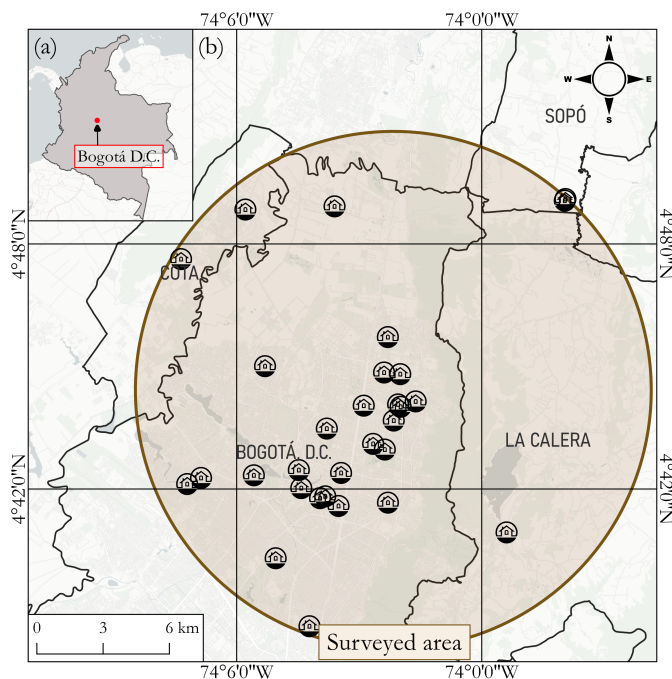 74°6'0"W
74°0'0"W
(a)
(b)
N
W
E
S
SOPÓ
Bogotá D.C.
4°48'0"N
4°48'0"N
COTA
BOGOTÁ, D.C.
LA CALERA
4°42'0"N
4°42'0"N
0
3
6 km
Surveyed area
74°6'0"W
74°0'0"W